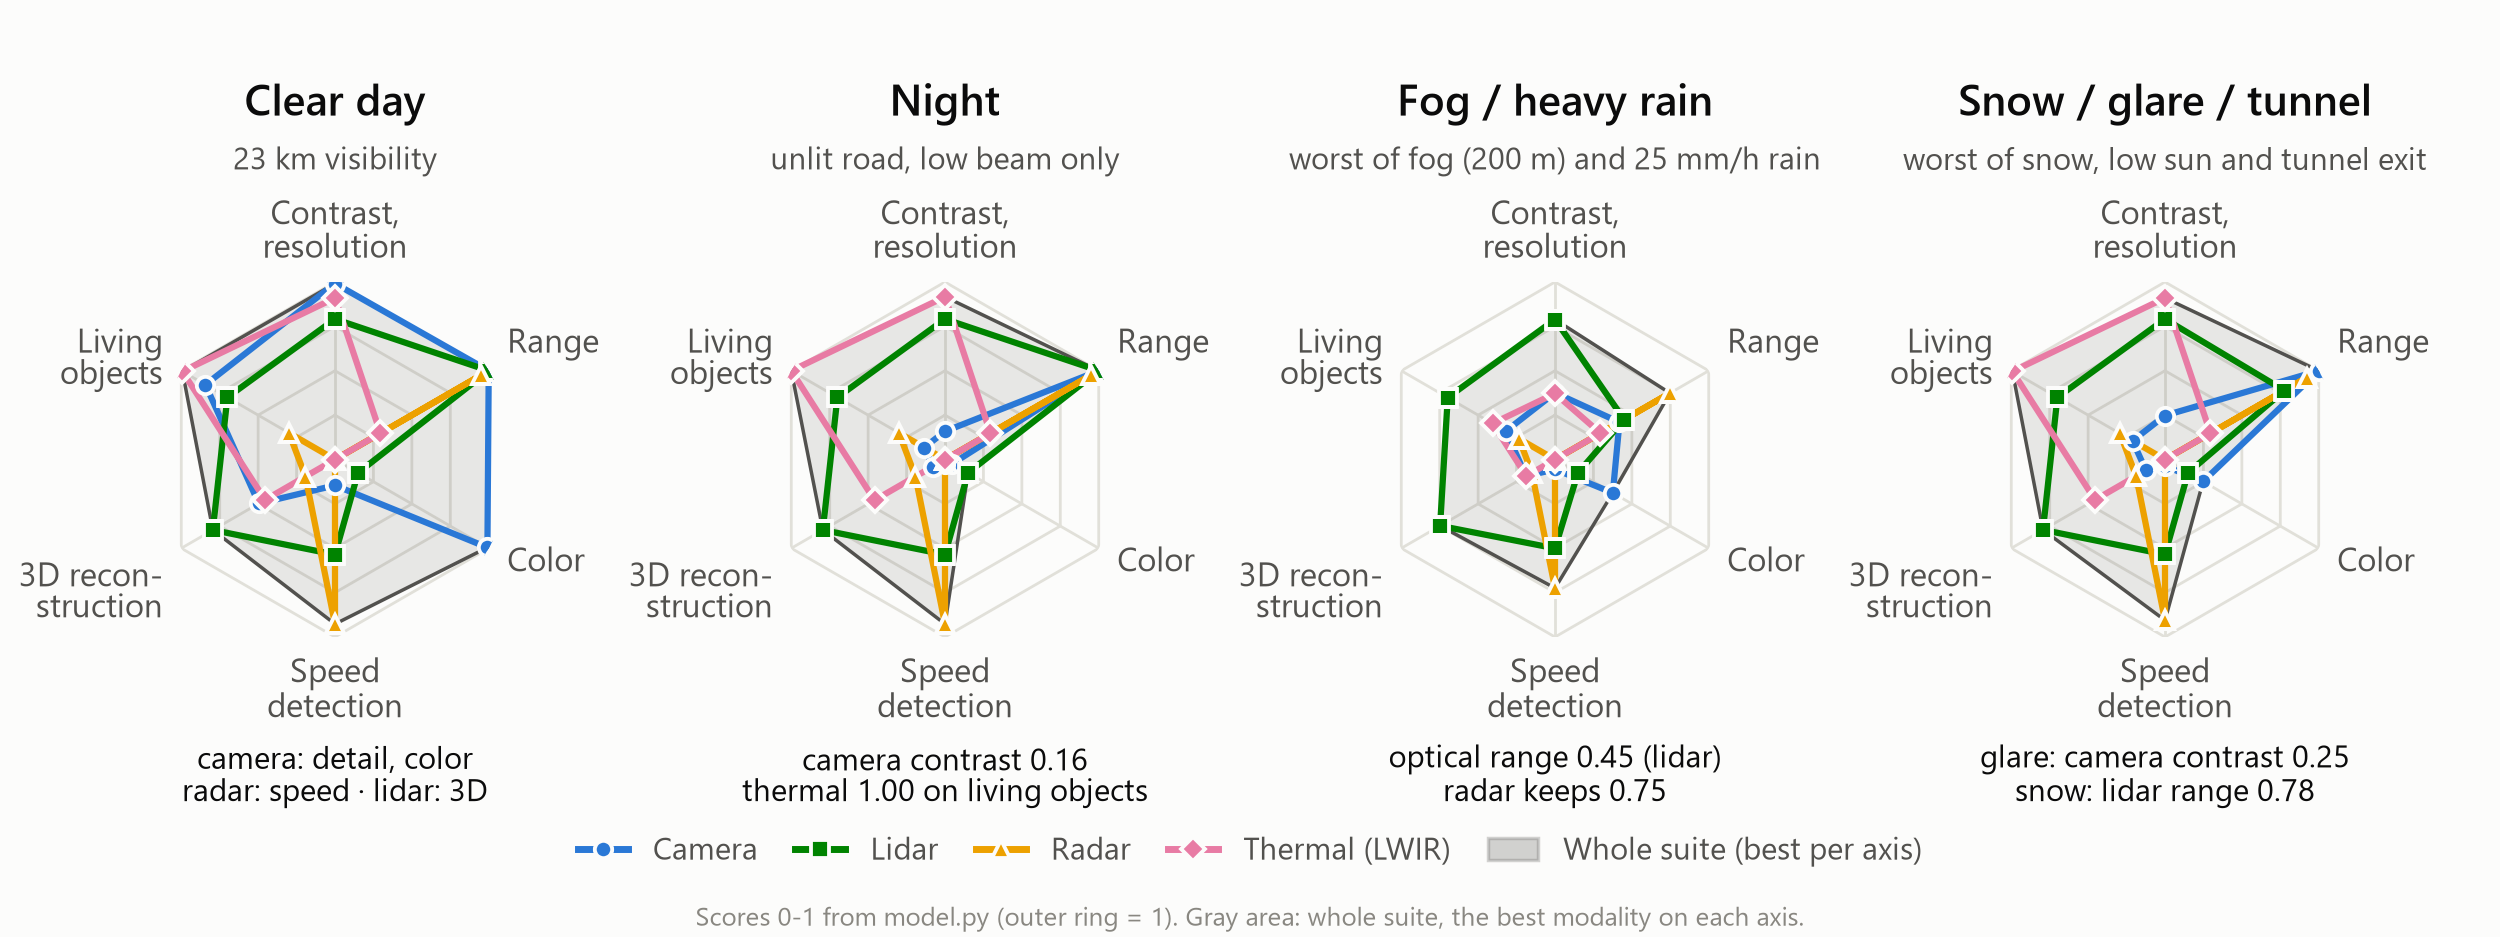 Clear day
23 km visibility
Contrast,
resolution
Living
objects
Range
3D recon-
struction
Color
Speed
detection
camera: detail, color
radar: speed · lidar: 3D
Night
unlit road, low beam only
Contrast,
resolution
Living
objects
Range
3D recon-
struction
Color
Speed
detection
camera contrast 0.16
thermal 1.00 on living objects
Fog / heavy rain
worst of fog (200 m) and 25 mm/h rain
Contrast,
resolution
Living
objects
Range
3D recon-
struction
Color
Speed
detection
optical range 0.45 (lidar)
radar keeps 0.75
Snow / glare / tunnel
worst of snow, low sun and tunnel exit
Contrast,
resolution
Living
objects
Range
3D recon-
struction
Color
Speed
detection
glare: camera contrast 0.25
snow: lidar range 0.78
Camera
Lidar
Radar
Thermal (LWIR)
Whole suite (best per axis)
Scores 0-1 from model.py (outer ring = 1). Gray area: whole suite, the best modality on each axis.